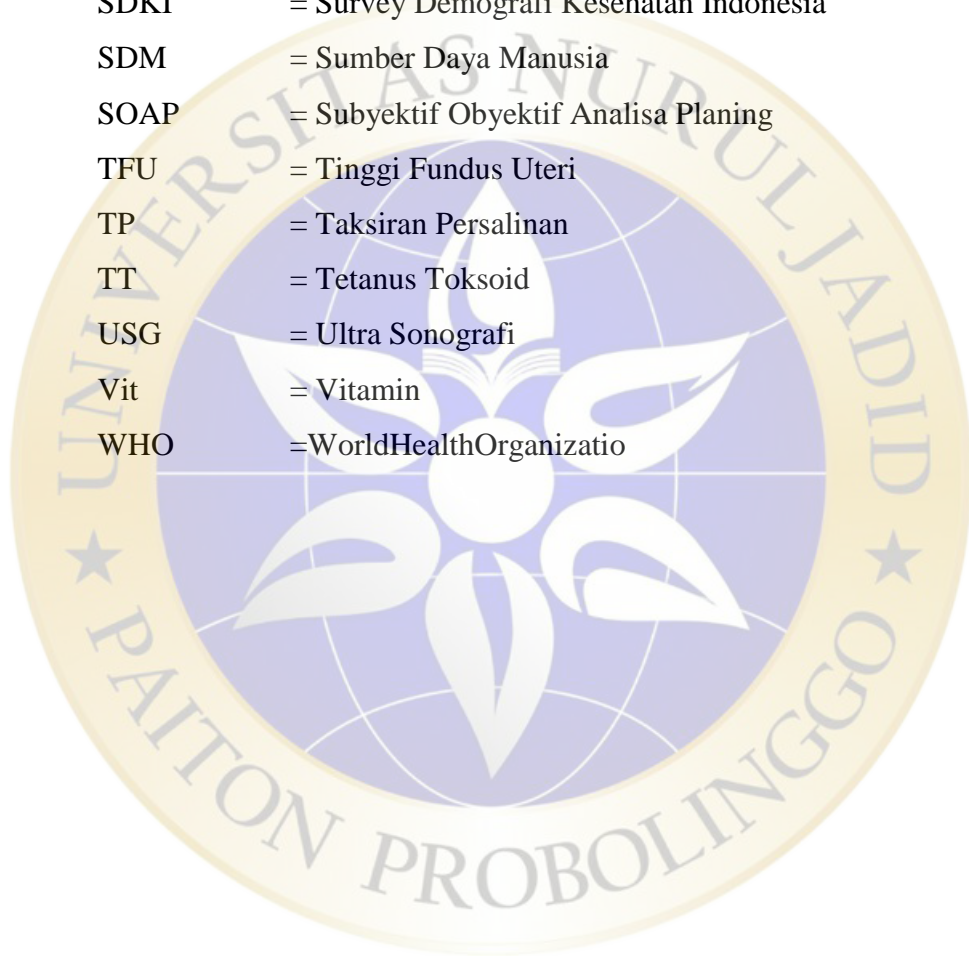 SDKI = Survey Demografi Kesehatan Indonesia
SDM = Sumber Daya Manusia
SOAP = Subyektif Obyektif Analisa Planing
TFU = Tinggi Fundus Uteri
TP = Taksiran Persalinan
TT = Tetanus Toksoid
USG = Ultra Sonografi
Vit = Vitamin
WHO =WorldHealthOrganizatio
UNIVERSITAS NURUL JADID
PAITON PROBOLINGGO